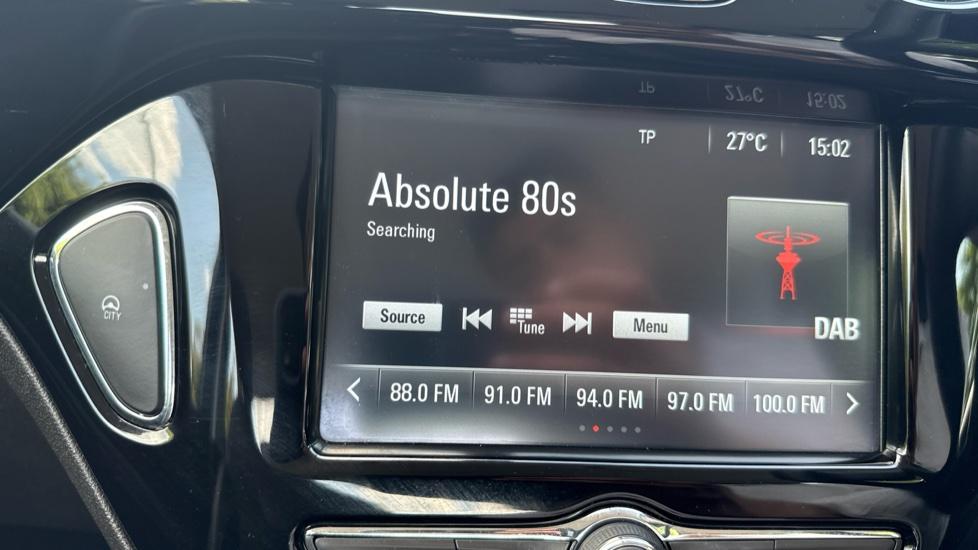 TP 27°C 15:02
Absolute 80s
Searching
Source Tune Menu
DAB
88.0 FM 91.0 FM 94.0 FM 97.0 FM 100.0 FM
CITY